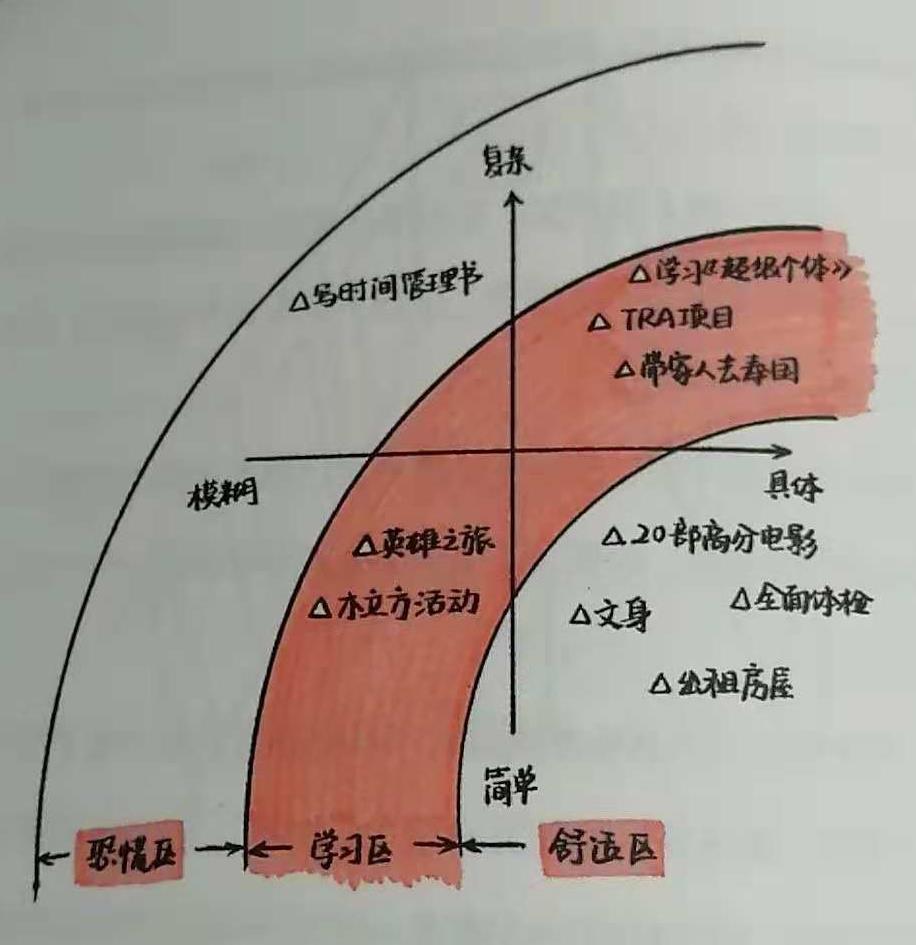 复杂
△写时间管理书
△学习《超级个体》
△ TRA项目
△带家人去泰国
模糊
具体
△英雄之旅
△20部高分电影
△木立方活动
△文身
△全面体检
△出租房屋
简单
恐慌区
学习区
舒适区